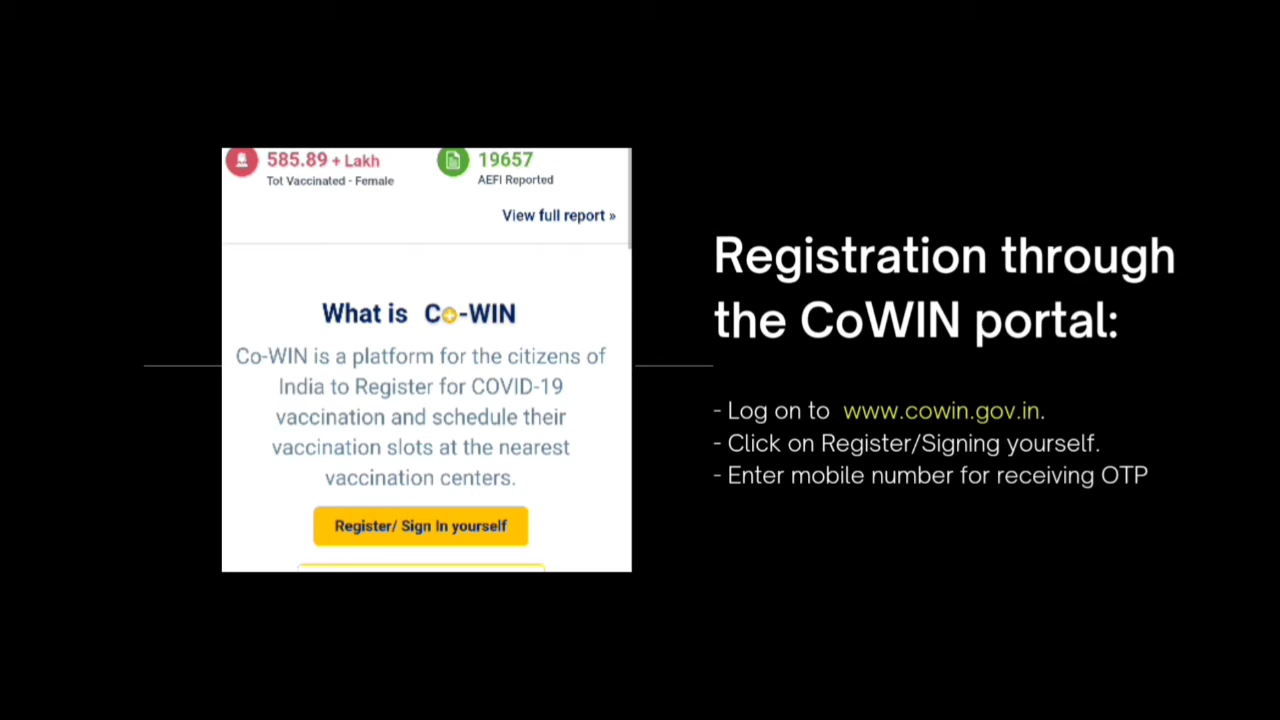 585.89 + Lakh
Tot Vaccinated - Female
19657
AEFI Reported
View full report »
What is Co-WIN
Co-WIN is a platform for the citizens of
India to Register for COVID-19
vaccination and schedule their
vaccination slots at the nearest
vaccination centers.
Register/ Sign In yourself
Registration through
the CoWIN portal:
- Log on to www.cowin.gov.in.
- Click on Register/Signing yourself.
- Enter mobile number for receiving OTP